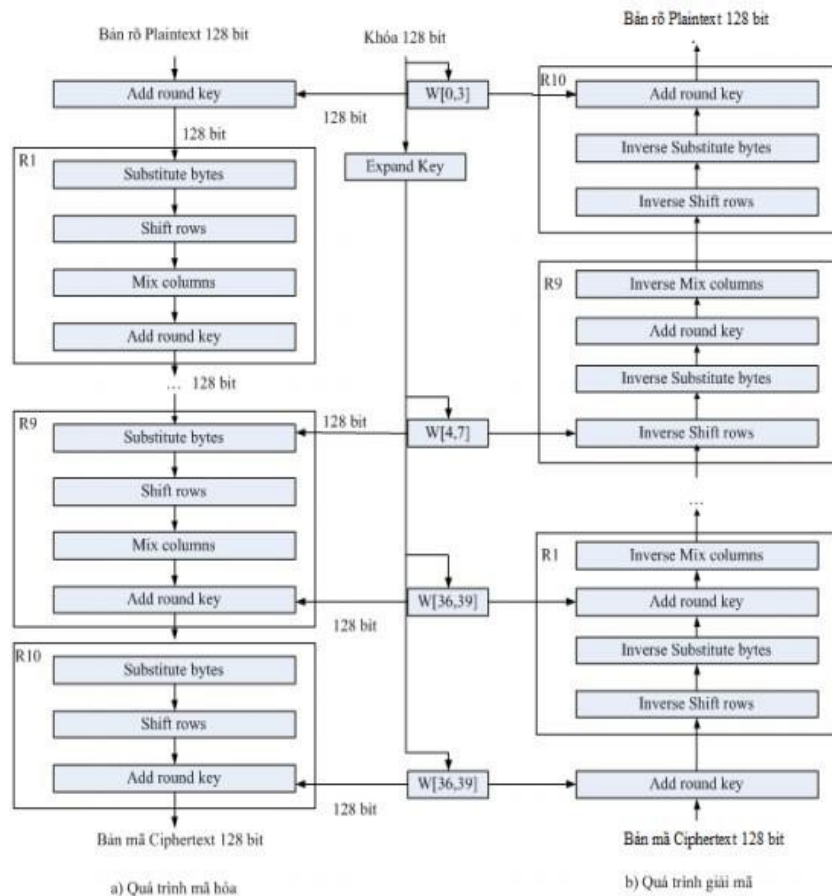 Bản rõ Plaintext 128 bit
Add round key
128 bit
R1
Substitute bytes
Shift rows
Mix columns
Add round key
... 128 bit
R9
Substitute bytes
Shift rows
Mix columns
Add round key
R10
Substitute bytes
Shift rows
Add round key
Bản mã Ciphertext 128 bit
a) Quá trình mã hóa
Khóa 128 bit
W[0,3]
128 bit
Expand Key
128 bit
W[4,7]
W[36,39]
128 bit
W[36,39]
128 bit
Bản rõ Plaintext 128 bit
R10
Add round key
Inverse Substitute bytes
Inverse Shift rows
R9
Inverse Mix columns
Add round key
Inverse Substitute bytes
Inverse Shift rows
...
R1
Inverse Mix columns
Add round key
Inverse Substitute bytes
Inverse Shift rows
Add round key
Bản mã Ciphertext 128 bit
b) Quá trình giải mã